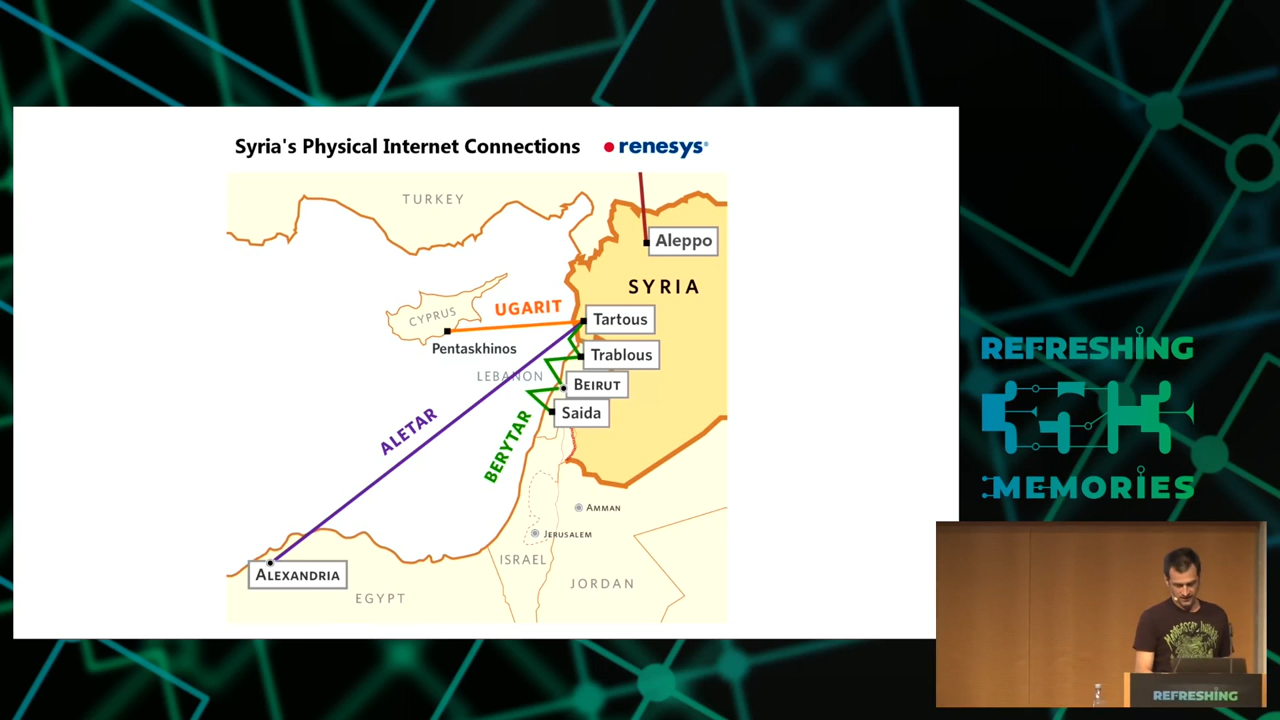 Syria's Physical Internet Connections
renesys
TURKEY
Aleppo
SYRIA
UGARIT
CYPRUS
Tartous
Pentaskhinos
Trablous
LEBANON
BEIRUT
Saida
ALETAR
BERYTAR
AMMAN
JERUSALEM
ISRAEL
ALEXANDRIA
JORDAN
EGYPT
REFRESHING
MEMORIES
REFRESHING